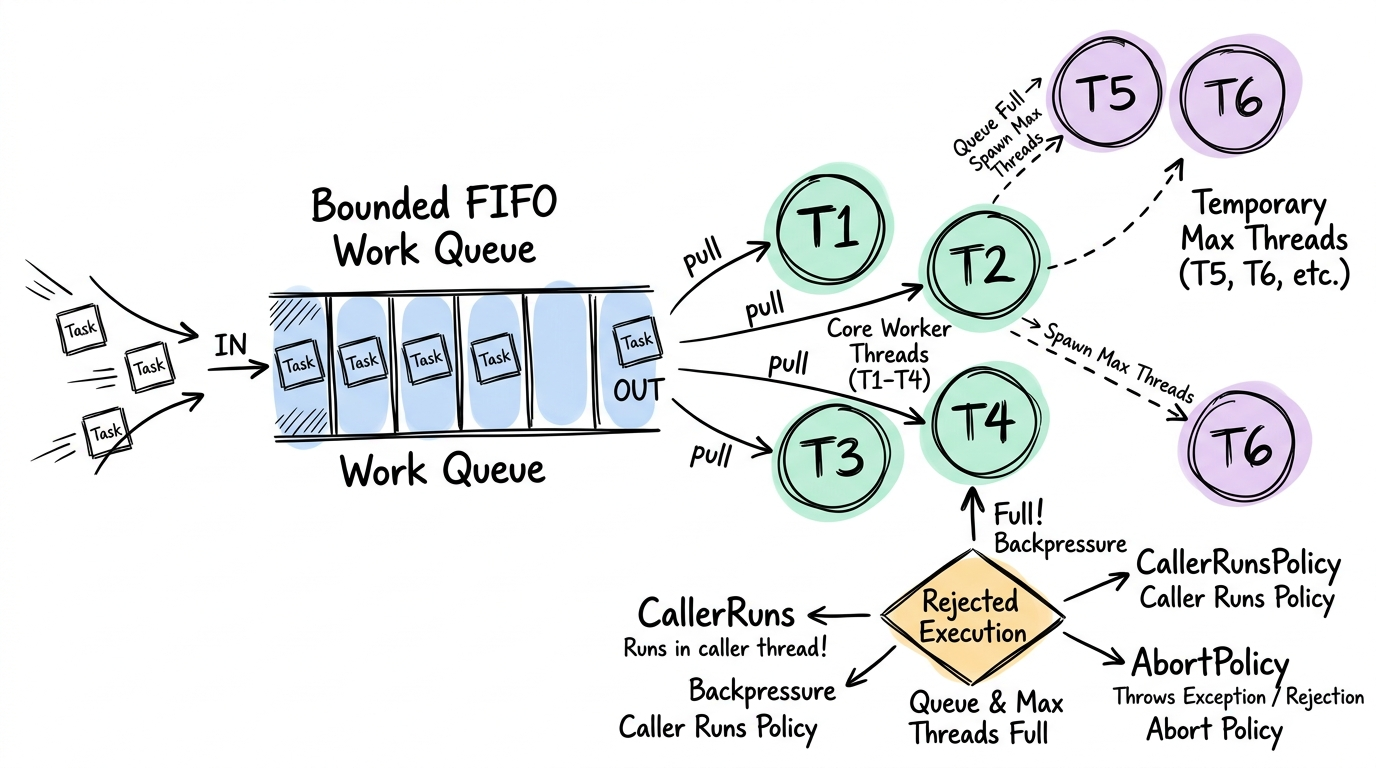 Bounded FIFO
Work Queue
Task
Task
Task
IN
Task
Task
Task
Task
Task
OUT
Work Queue
pull
pull
pull
pull
T1
T2
T3
T4
Core Worker
Threads
(T1–T4)
Queue Full
Spawn Max
Threads
T5
T6
Temporary
Max Threads
(T5, T6, etc.)
Spawn Max Threads
T6
Full!
Backpressure
Rejected
Execution
Queue & Max
Threads Full
CallerRuns
Runs in caller thread!
Backpressure
Caller Runs Policy
CallerRunsPolicy
Caller Runs Policy
AbortPolicy
Throws Exception / Rejection
Abort Policy